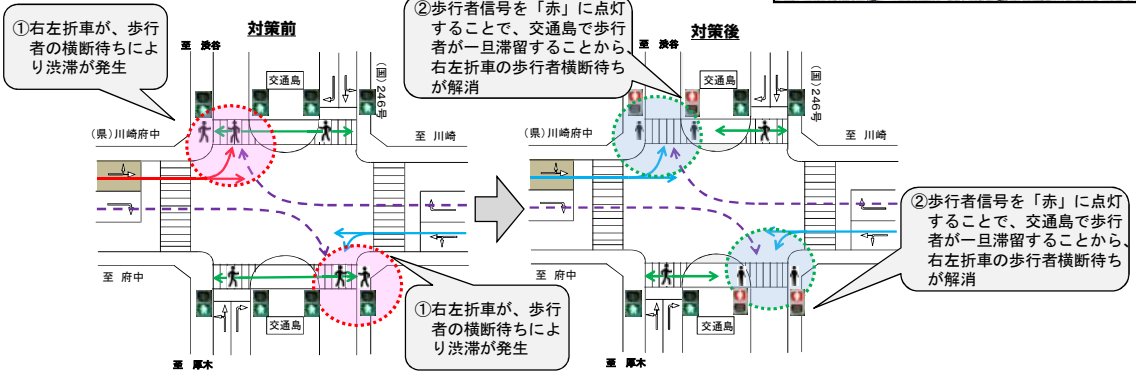 ①右左折車が、歩行
者の横断待ちによ
り渋滞が発生
対策前
至 渋谷
交通島
(国)246号
(県)川崎府中
至 川崎
至 府中
交通島
至 厚木
①右左折車が、歩行
者の横断待ちによ
り渋滞が発生
②歩行者信号を「赤」に点灯
することで、交通島で歩行
者が一旦滞留することから、
右左折車の歩行者横断待ち
が解消
対策後
至 渋谷
交通島
(国)246号
(県)川崎府中
至 川崎
②歩行者信号を「赤」に点灯
することで、交通島で歩行
者が一旦滞留することから、
右左折車の歩行者横断待ち
が解消
至 府中
交通島
至 厚木